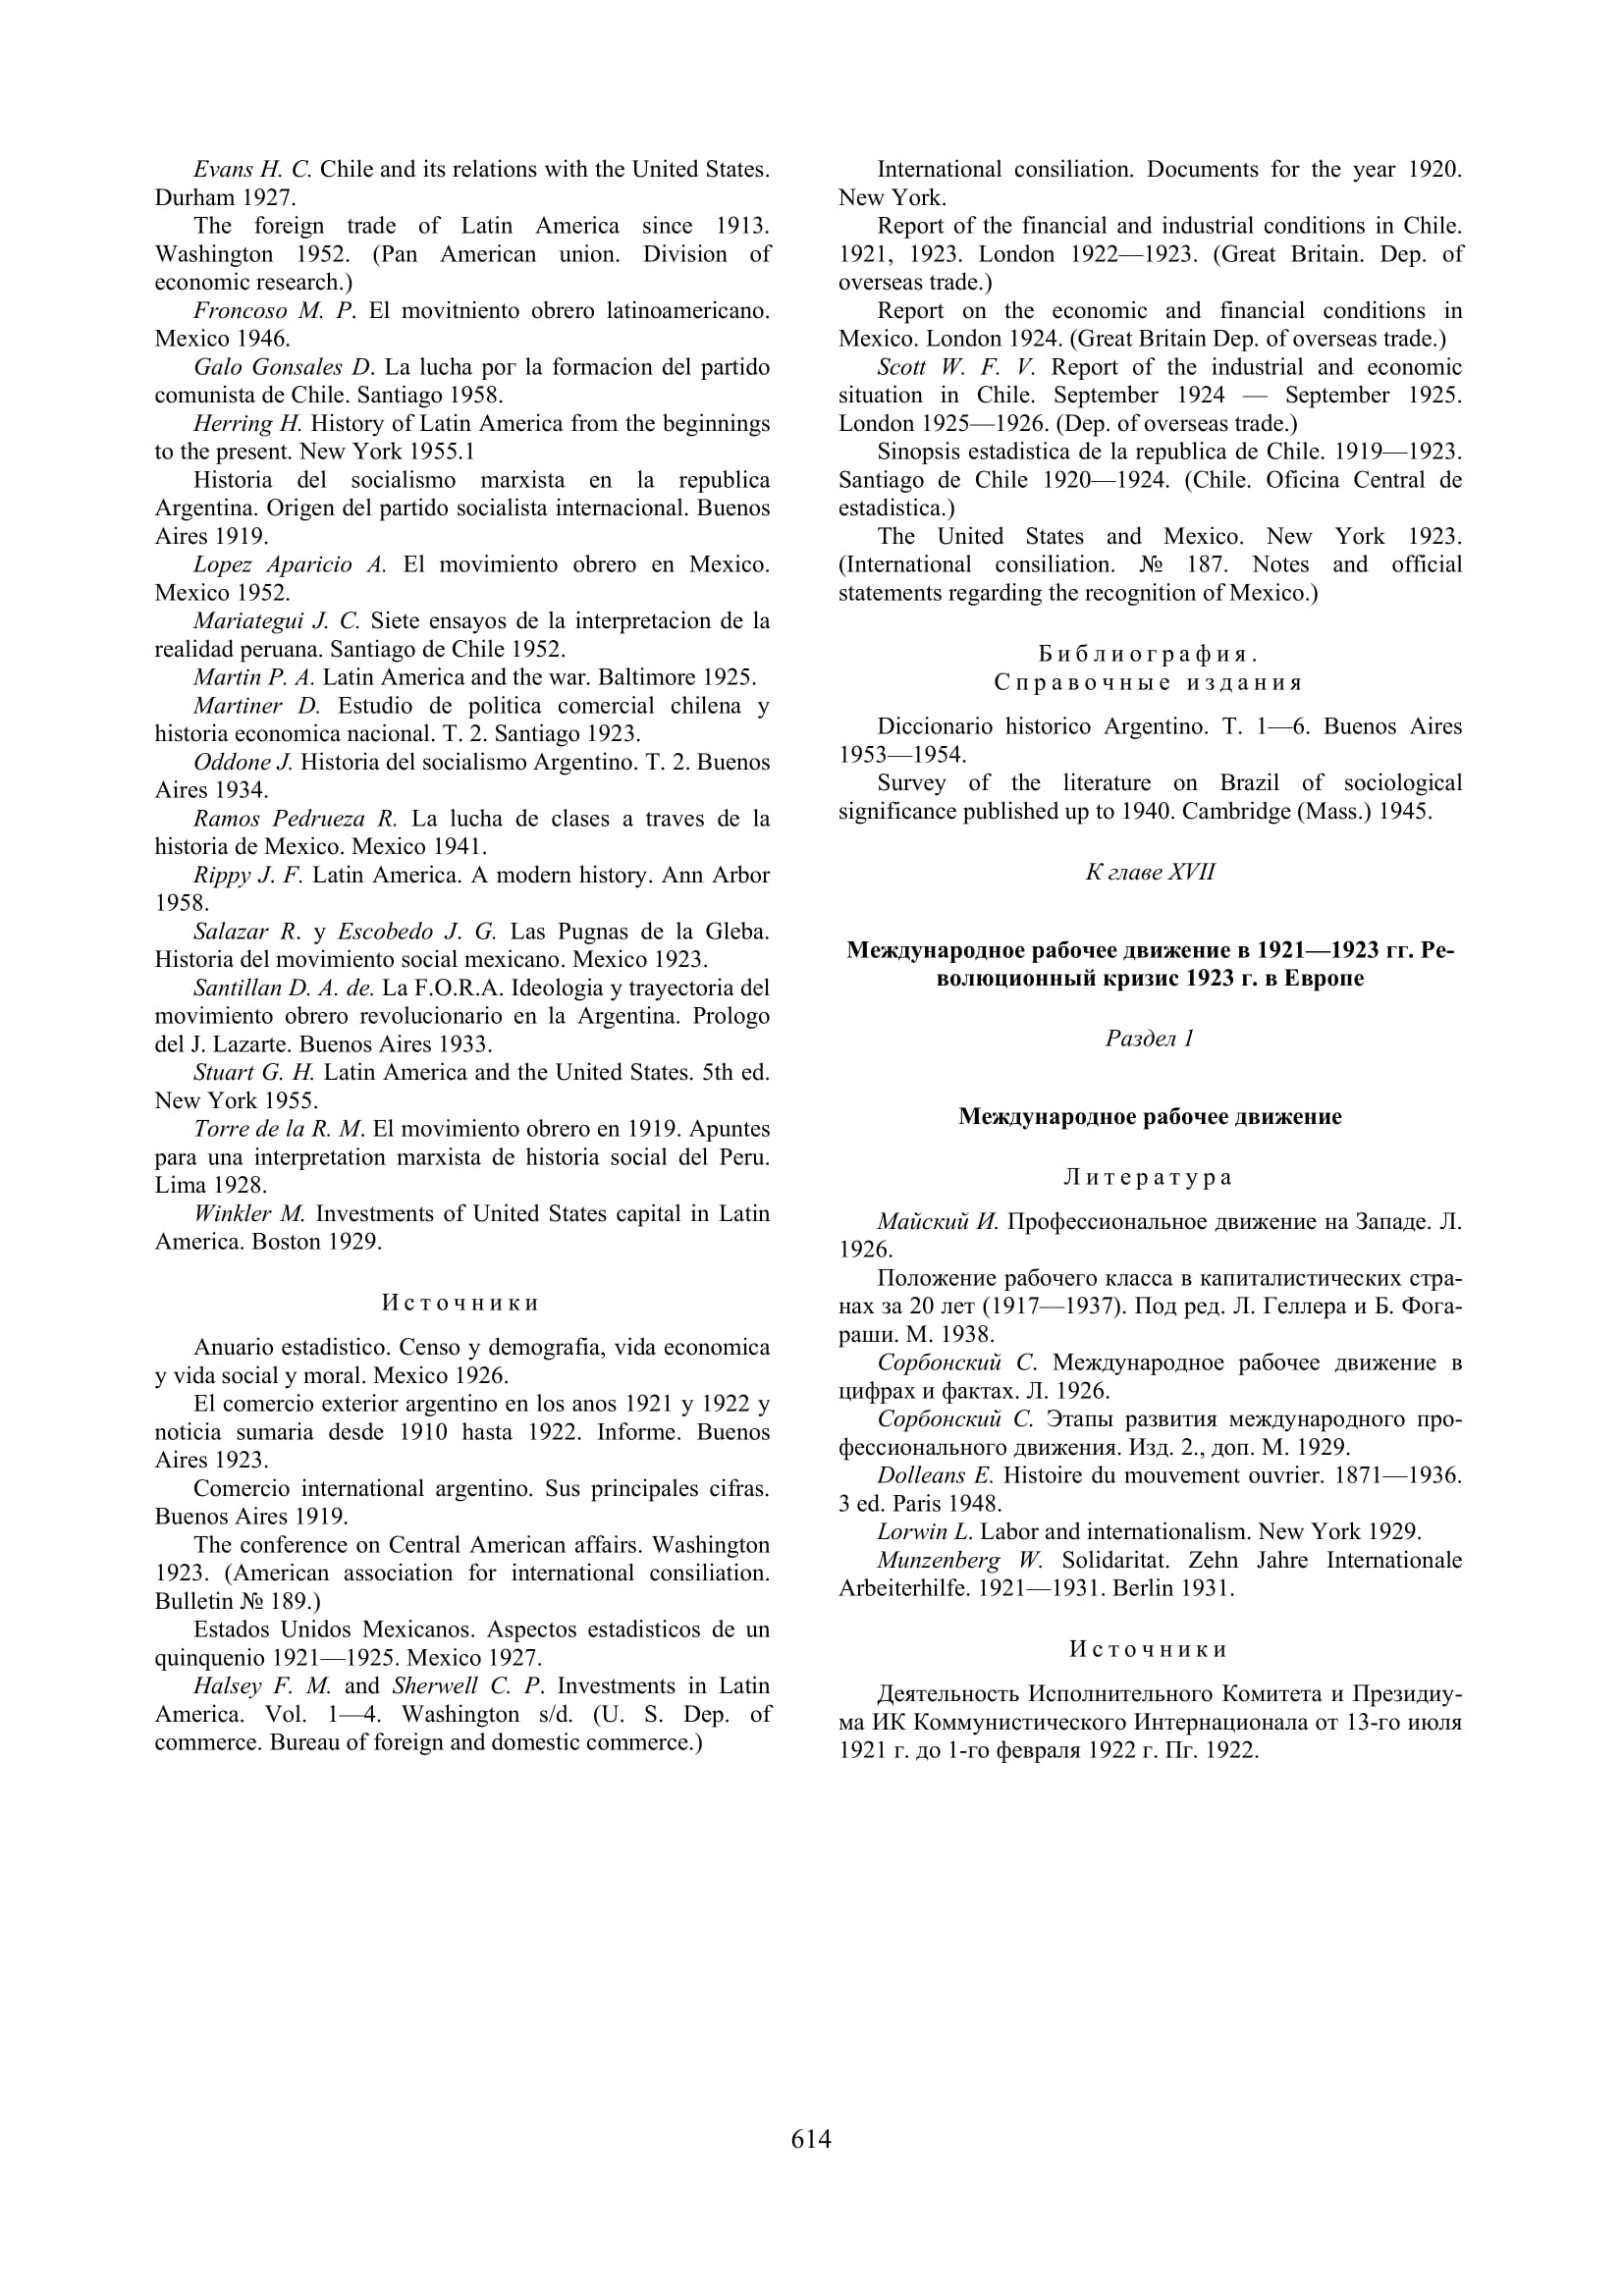 Evans H. C. Chile and its relations with the United States.
Durham 1927.
The foreign trade of Latin America since 1913.
Washington 1952. (Pan American union. Division of
economic research.)
Froncoso M. P. El movitniento obrero latinoamericano.
Mexico 1946.
Galo Gonsales D. La lucha рог la formacion del partido
comunista de Chile. Santiago 1958.
Herring H. History of Latin America from the beginnings
to the present. New York 1955.1
Historia del socialismo marxista en la republica
Argentina. Origen del partido socialista internacional. Buenos
Aires 1919.
Lopez Aparicio A. El movimiento obrero en Mexico.
Mexico 1952.
Mariategui J. C. Siete ensayos de la interpretacion de la
realidad peruana. Santiago de Chile 1952.
Martin P. A. Latin America and the war. Baltimore 1925.
Martiner D. Estudio de politica comercial chilena y
historia economica nacional. T. 2. Santiago 1923.
Oddone J. Historia del socialismo Argentino. T. 2. Buenos
Aires 1934.
Ramos Pedrueza R. La lucha de clases a traves de la
historia de Mexico. Mexico 1941.
Rippy J. F. Latin America. A modern history. Ann Arbor
1958.
Salazar R. y Escobedo J. G. Las Pugnas de la Gleba.
Historia del movimiento social mexicano. Mexico 1923.
Santillan D. A. de. La F.O.R.A. Ideologia y trayectoria del
movimiento obrero revolucionario en la Argentina. Prologo
del J. Lazarte. Buenos Aires 1933.
Stuart G. H. Latin America and the United States. 5th ed.
New York 1955.
Torre de la R. M. El movimiento obrero en 1919. Apuntes
para una interpretation marxista de historia social del Peru.
Lima 1928.
Winkler M. Investments of United States capital in Latin
America. Boston 1929.
Источники
Anuario estadistico. Censo y demografia, vida economica
y vida social y moral. Mexico 1926.
El comercio exterior argentino en los anos 1921 y 1922 y
noticia sumaria desde 1910 hasta 1922. Informe. Buenos
Aires 1923.
Comercio international argentino. Sus principales cifras.
Buenos Aires 1919.
The conference on Central American affairs. Washington
1923. (American association for international consiliation.
Bulletin № 189.)
Estados Unidos Mexicanos. Aspectos estadisticos de un
quinquenio 1921—1925. Mexico 1927.
Halsey F. M. and Sherwell C. P. Investments in Latin
America. Vol. 1—4. Washington s/d. (U. S. Dep. of
commerce. Bureau of foreign and domestic commerce.)
International consiliation. Documents for the year 1920.
New York.
Report of the financial and industrial conditions in Chile.
1921, 1923. London 1922—1923. (Great Britain. Dep. of
overseas trade.)
Report on the economic and financial conditions in
Mexico. London 1924. (Great Britain Dep. of overseas trade.)
Scott W. F. V. Report of the industrial and economic
situation in Chile. September 1924 — September 1925.
London 1925—1926. (Dep. of overseas trade.)
Sinopsis estadistica de la republica de Chile. 1919—1923.
Santiago de Chile 1920—1924. (Chile. Oficina Central de
estadistica.)
The United States and Mexico. New York 1923.
(International consiliation. № 187. Notes and official
statements regarding the recognition of Mexico.)
Библиография.
Справочные издания
Diccionario historico Argentino. T. 1—6. Buenos Aires
1953—1954.
Survey of the literature on Brazil of sociological
significance published up to 1940. Cambridge (Mass.) 1945.
К главе XVII
Международное рабочее движение в 1921—1923 гг. Ре-
волюционный кризис 1923 г. в Европе
Раздел 1
Международное рабочее движение
Литература
Майский И. Профессиональное движение на Западе. Л.
1926.
Положение рабочего класса в капиталистических стра-
нах за 20 лет (1917—1937). Под ред. Л. Геллера и Б. Фога-
раши. М. 1938.
Сорбонский С. Международное рабочее движение в
цифрах и фактах. Л. 1926.
Сорбонский С. Этапы развития международного про-
фессионального движения. Изд. 2., доп. М. 1929.
Dolleans E. Histoire du mouvement ouvrier. 1871—1936.
3 ed. Paris 1948.
Lorwin L. Labor and internationalism. New York 1929.
Munzenberg W. Solidaritat. Zehn Jahre Internationale
Arbeiterhilfe. 1921—1931. Berlin 1931.
Источники
Деятельность Исполнительного Комитета и Президиу-
ма ИК Коммунистического Интернационала от 13-го июля
1921 г. до 1-го февраля 1922 г. Пг. 1922.
614